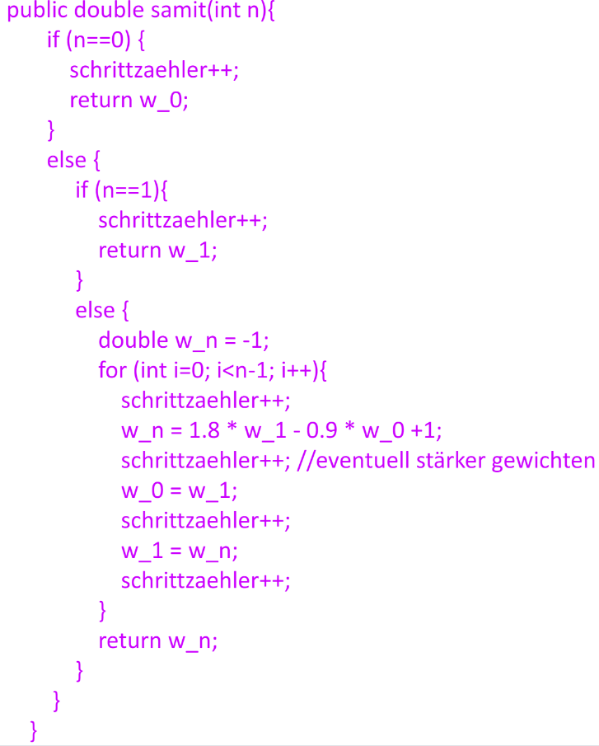 public double samit(int n){
if (n==0) {
schrittzaehler++;
return w_0;
}
else {
if (n==1){
schrittzaehler++;
return w_1;
}
else {
double w_n = -1;
for (int i=0; i<n-1; i++){
schrittzaehler++;
w_n = 1.8 * w_1 - 0.9 * w_0 +1;
schrittzaehler++; //eventuell stärker gewichten
w_0 = w_1;
schrittzaehler++;
w_1 = w_n;
schrittzaehler++;
}
return w_n;
}
}
}